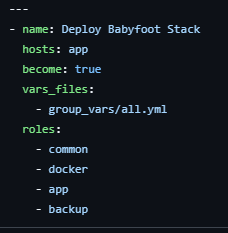 ---
- name: Deploy Babyfoot Stack
  hosts: app
  become: true
  vars_files:
    - group_vars/all.yml
  roles:
    - common
    - docker
    - app
    - backup